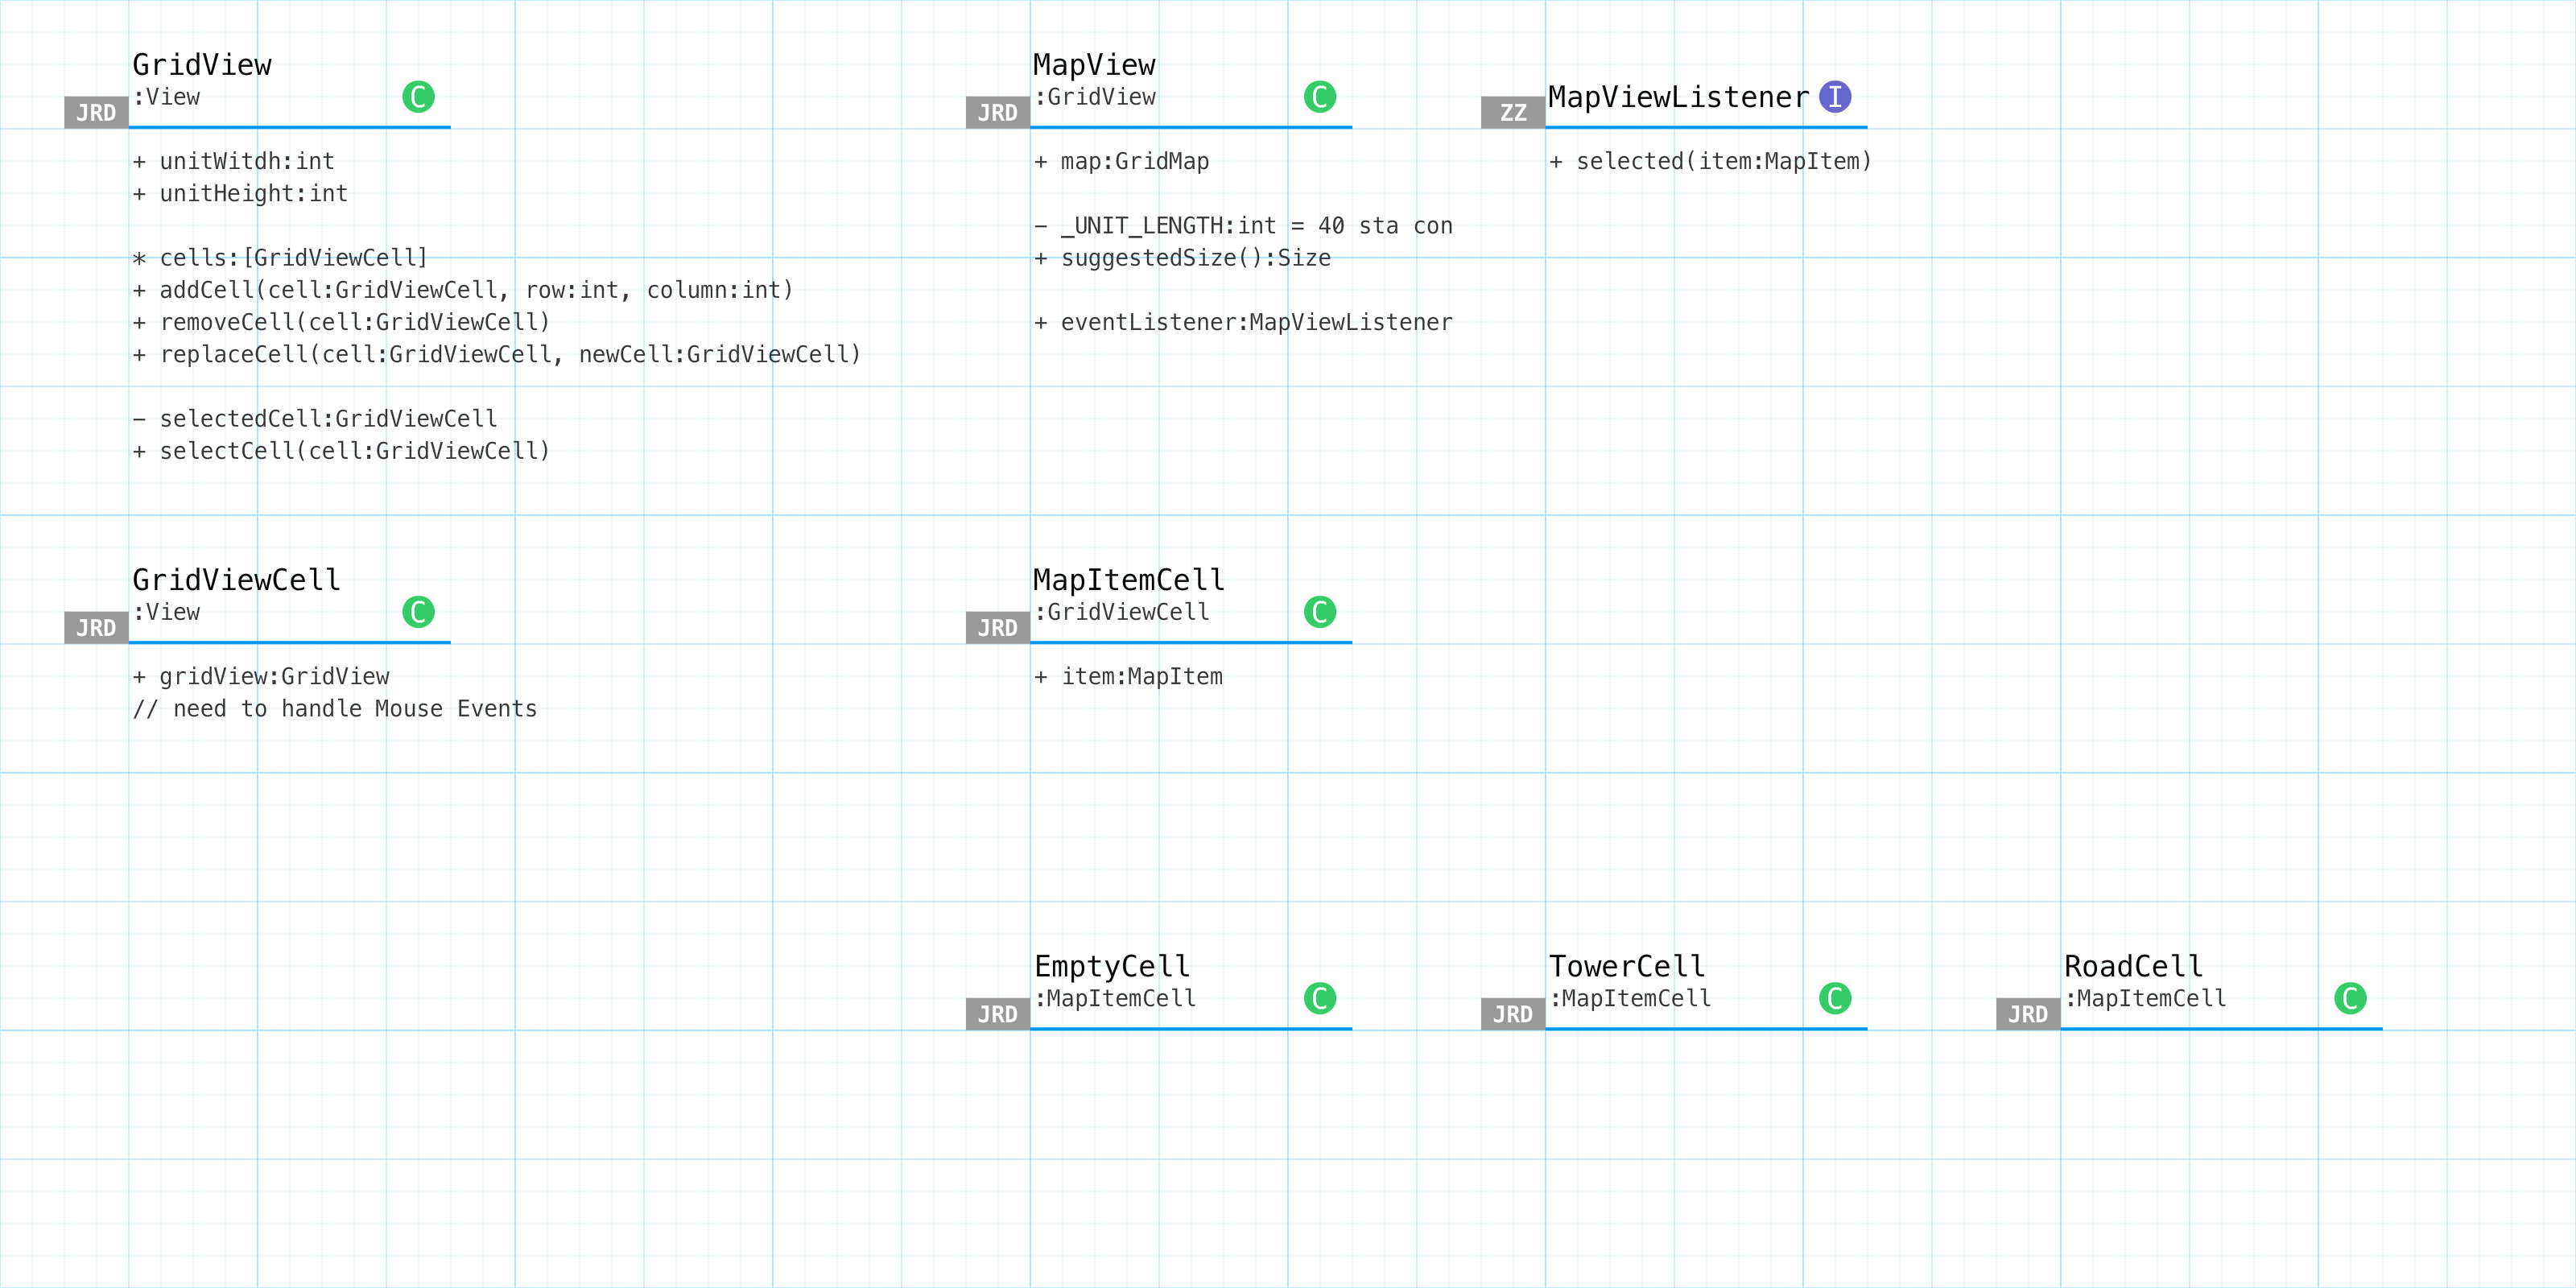 GridView
:View
C
JRD
+ unitWitdh:int
+ unitHeight:int
* cells:[GridViewCell]
+ addCell(cell:GridViewCell, row:int, column:int)
+ removeCell(cell:GridViewCell)
+ replaceCell(cell:GridViewCell, newCell:GridViewCell)
− selectedCell:GridViewCell
+ selectCell(cell:GridViewCell)
MapView
:GridView
C
JRD
+ map:GridMap
− _UNIT_LENGTH:int = 40 sta con
+ suggestedSize():Size
+ eventListener:MapViewListener
MapViewListener
I
ZZ
+ selected(item:MapItem)
GridViewCell
:View
C
JRD
+ gridView:GridView
// need to handle Mouse Events
MapItemCell
:GridViewCell
C
JRD
+ item:MapItem
EmptyCell
:MapItemCell
C
JRD
TowerCell
:MapItemCell
C
JRD
RoadCell
:MapItemCell
C
JRD